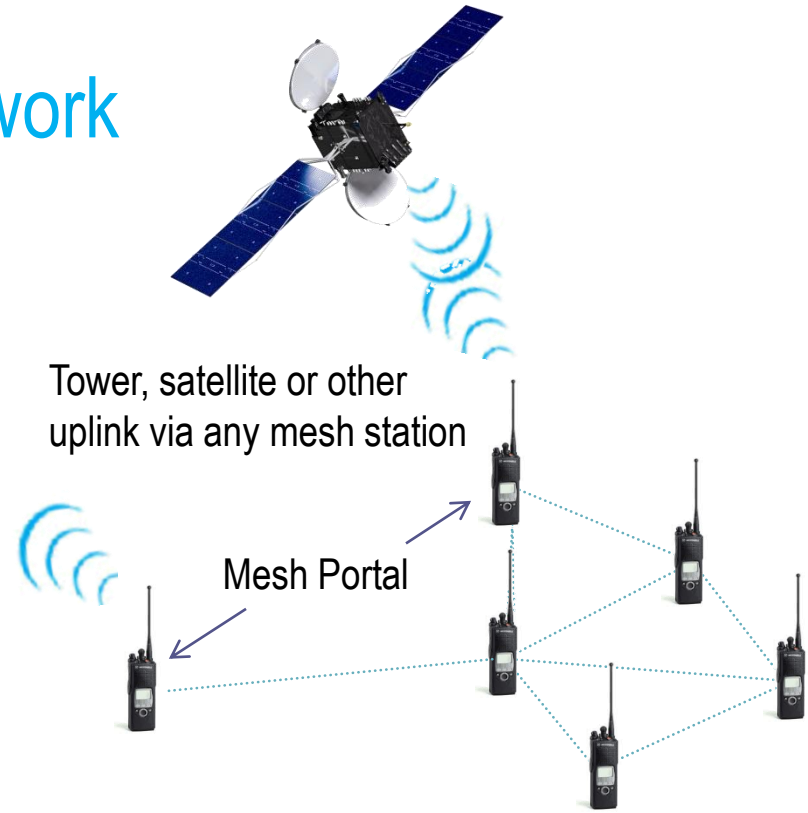 work
Tower, satellite or other
uplink via any mesh station
Mesh Portal